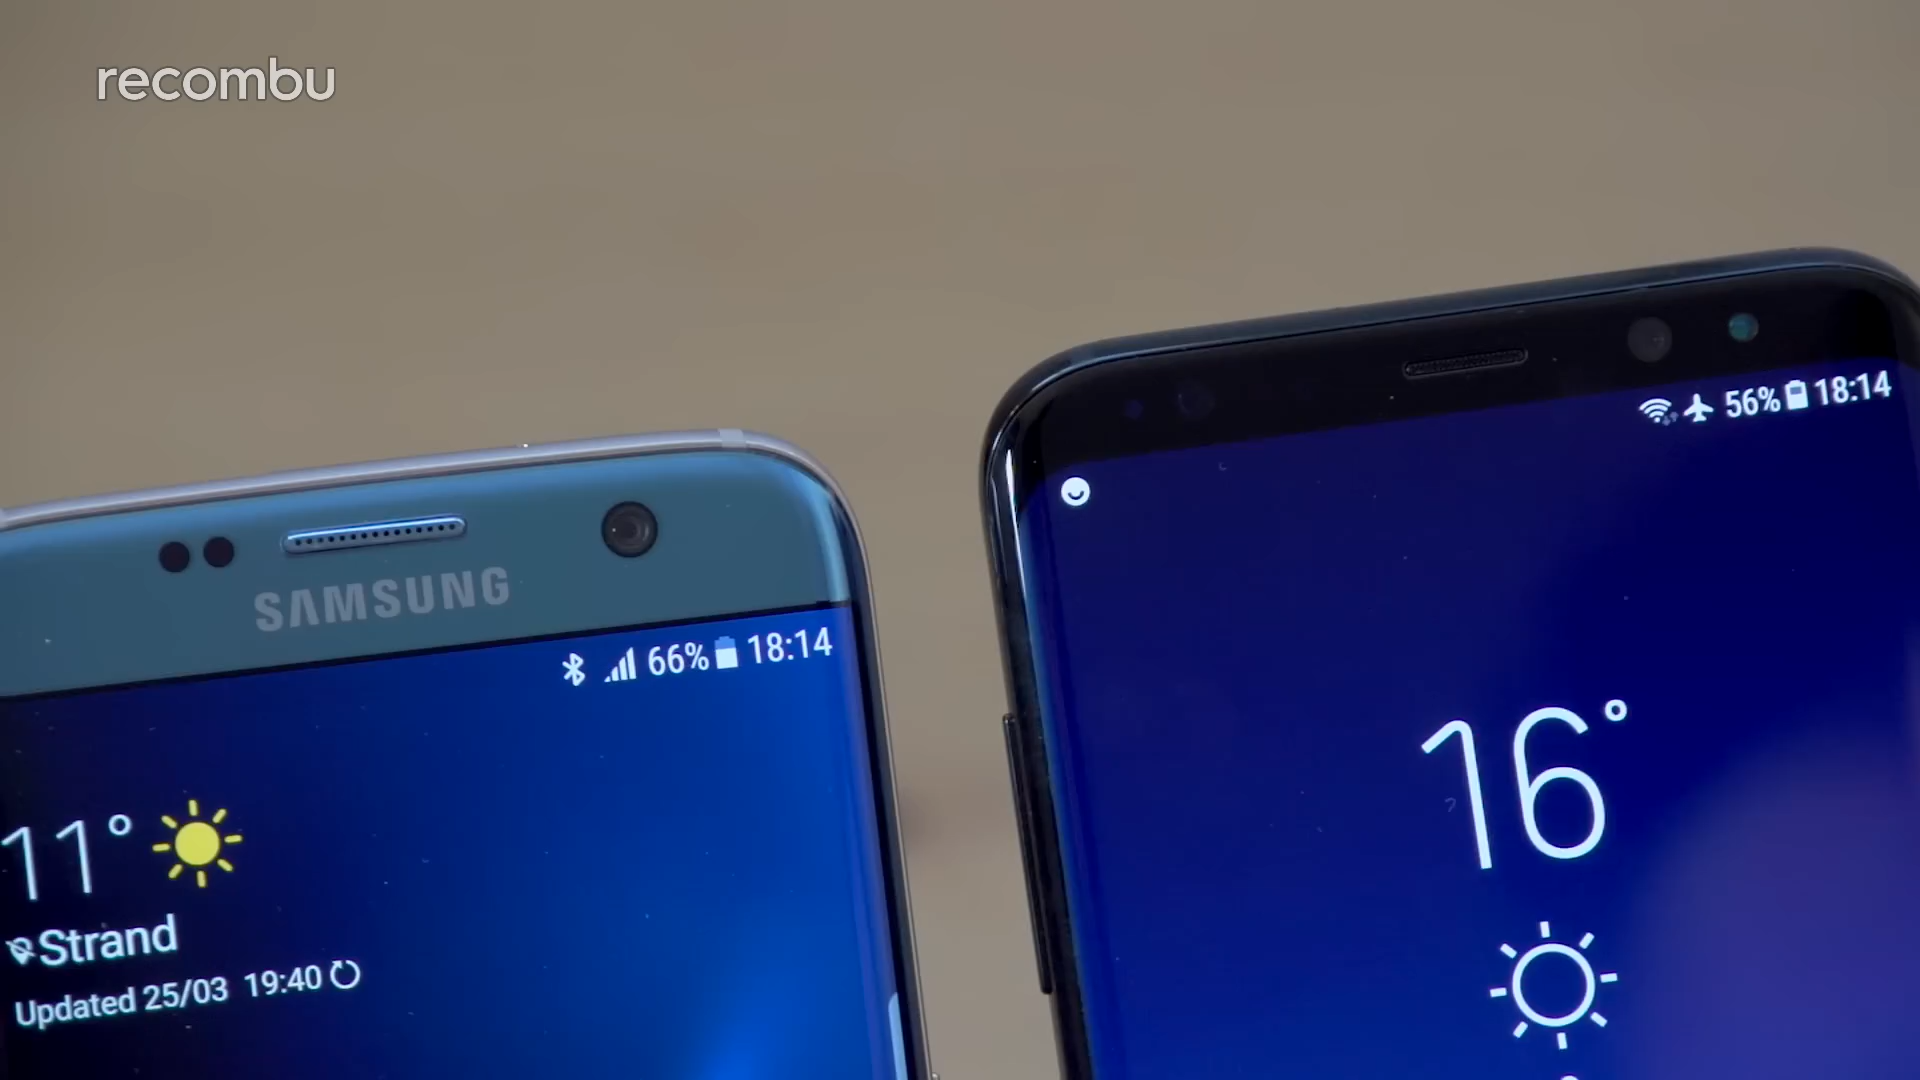 recombu
SAMSUNG
66% 18:14
11°
Strand
Updated 25/03 19:40
56% 18:14
16°